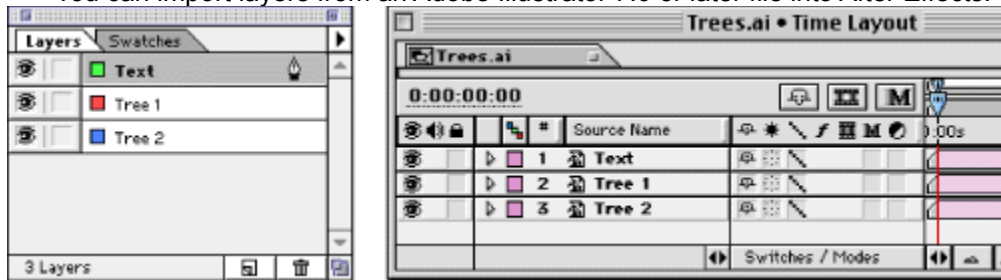 You can import layers from an Adobe Illustrator 7.0 or later file into After Effects.
Layers Swatches
Text
Tree 1
Tree 2
3 Layers
Trees.ai • Time Layout
Trees.ai
0:00:00:00
M
# Source Name M :00s
1 Text
2 Tree 1
3 Tree 2
Switches / Modes